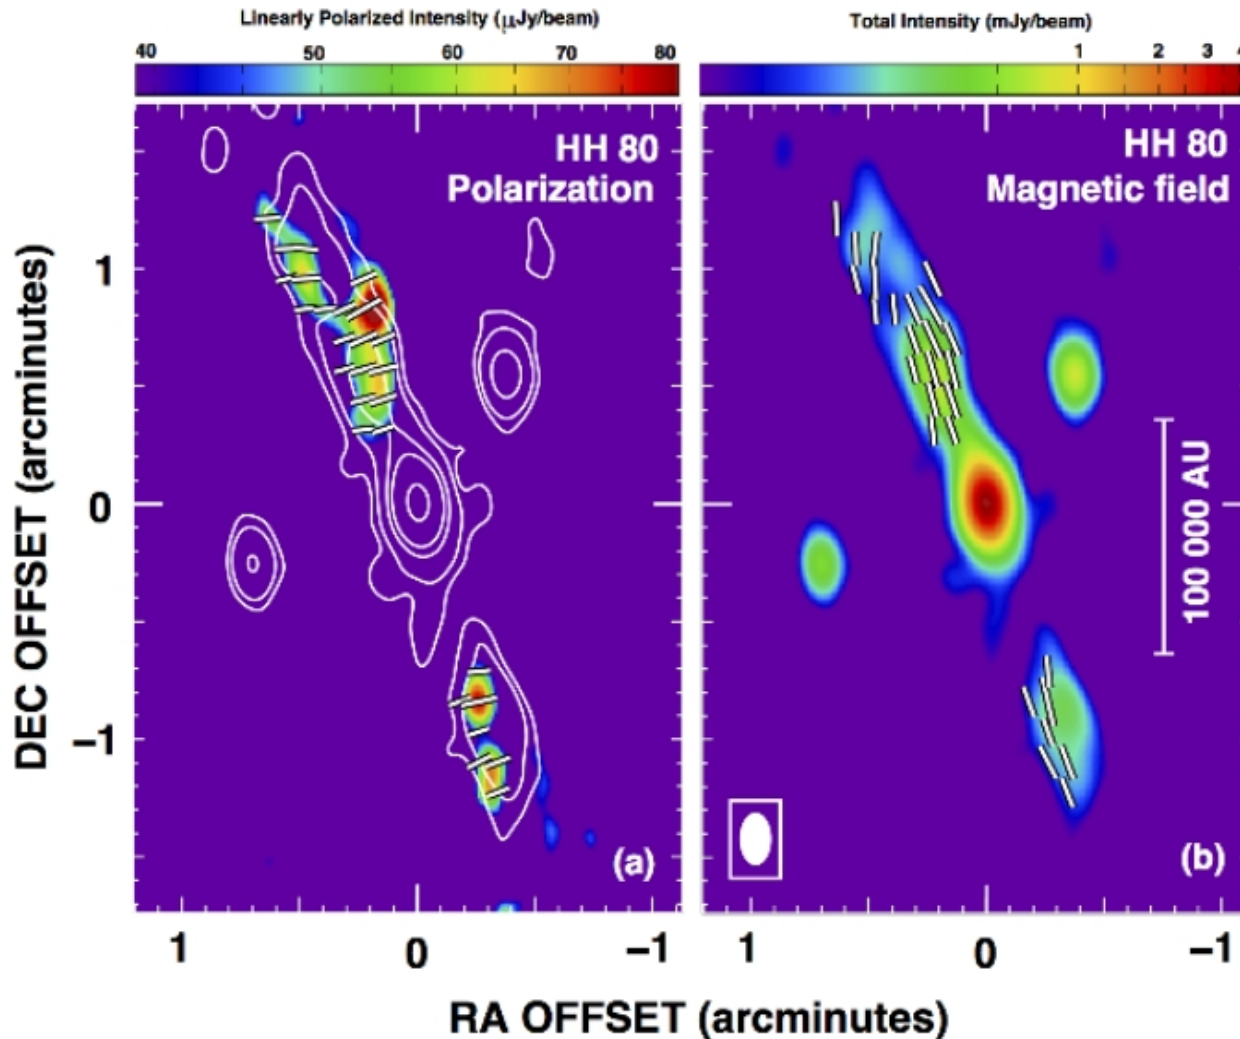 Linearly Polarized Intensity (μJy/beam)
40 50 60 70 80
Total Intensity (mJy/beam)
1 2 3 4
HH 80
Polarization
HH 80
Magnetic field
DEC OFFSET (arcminutes)
1
0
−1
100 000 AU
(a)
(b)
1 0 −1
1 0 −1
RA OFFSET (arcminutes)